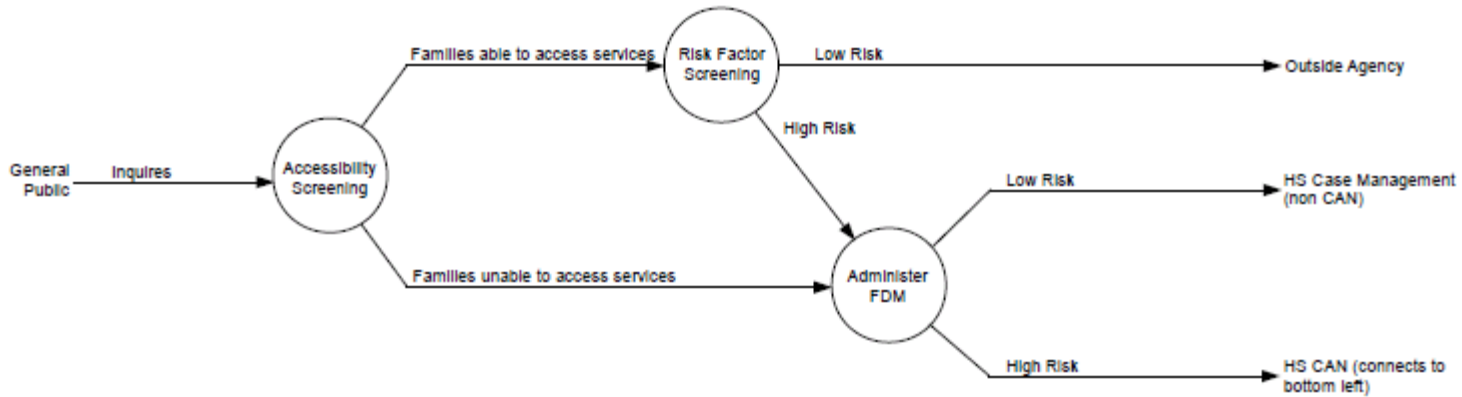 Families able to access services
Risk Factor
Screening
Low Risk
Outside Agency
High Risk
General
Public
Inquires
Accessibility
Screening
Low Risk
HS Case Management
(non CAN)
Families unable to access services
Administer
FDM
High Risk
HS CAN (connects to
bottom left)